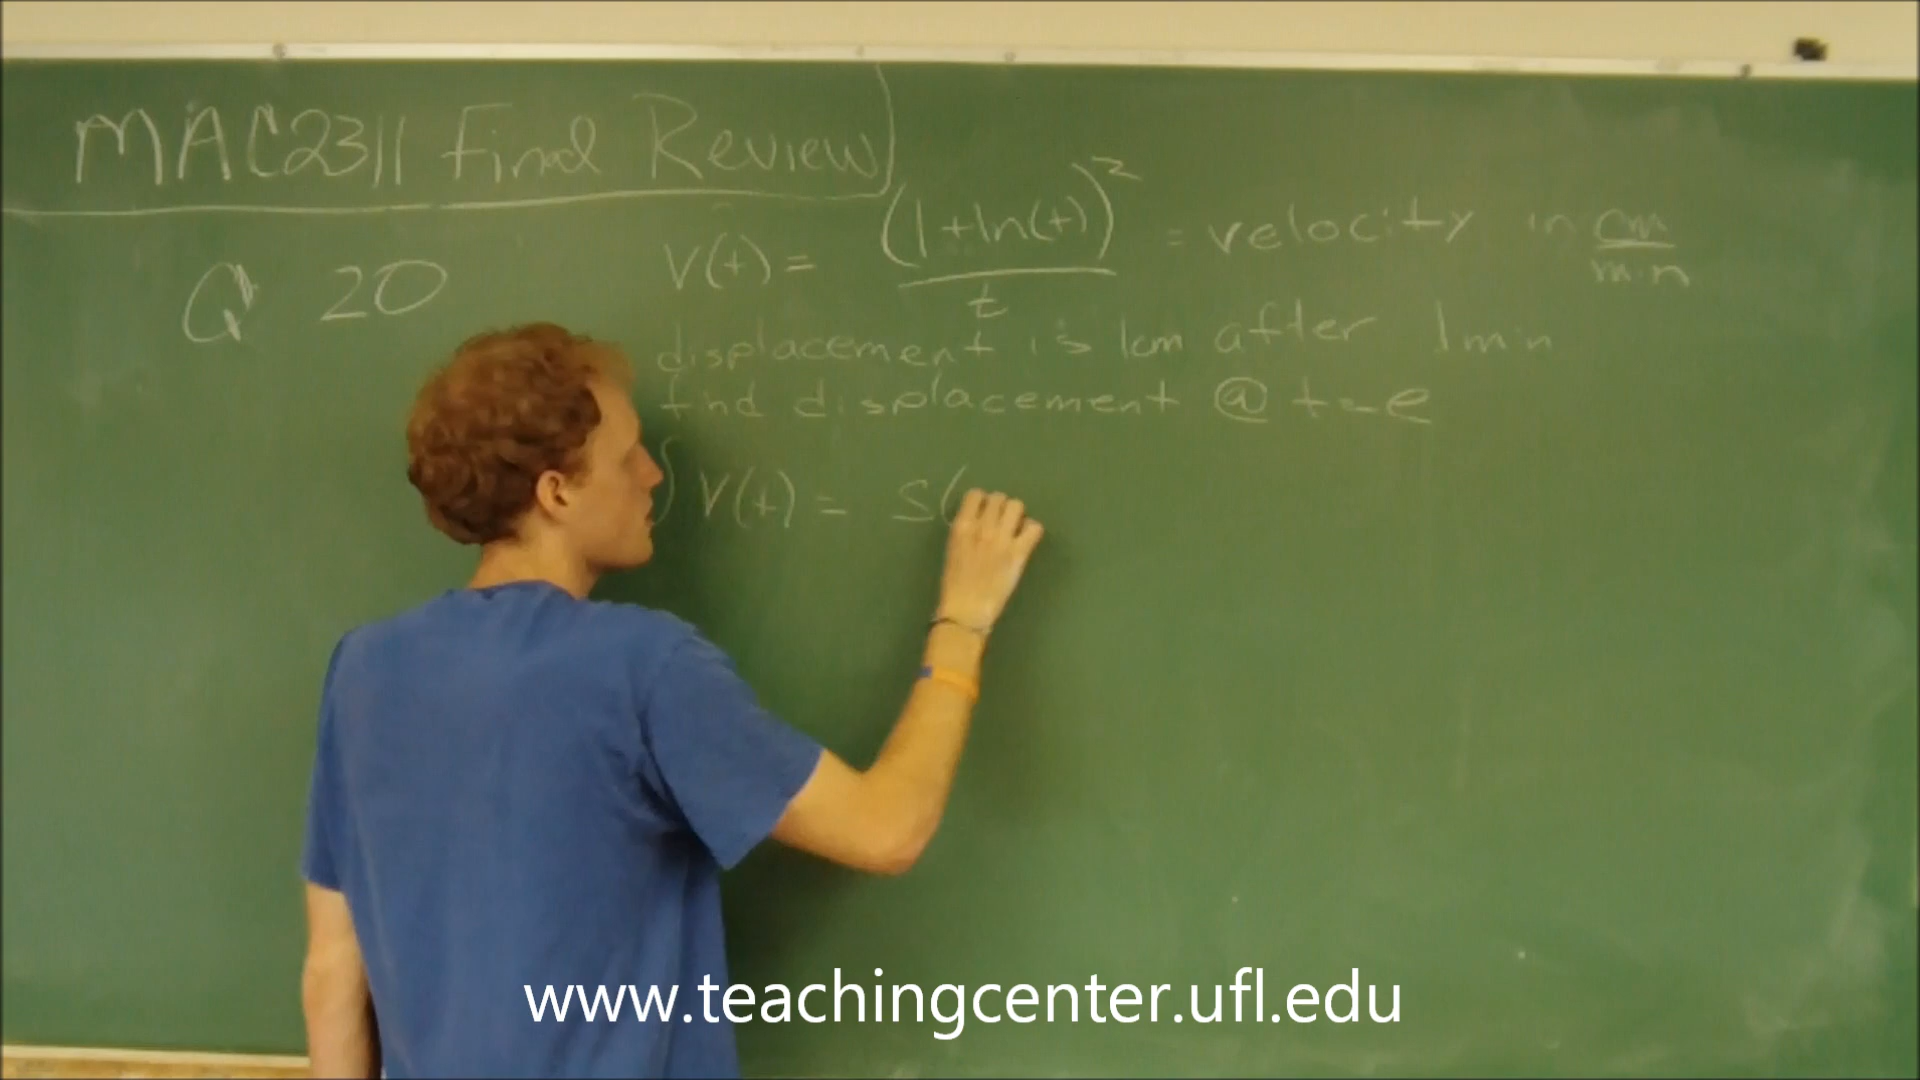 MAC2311 Final Review
Q 20
V(t) = (1+ln(t))² / t = velocity in cm/min
displacement is 1cm after 1min
find displacement @ t=e
∫V(t) = S(
www.teachingcenter.ufl.edu